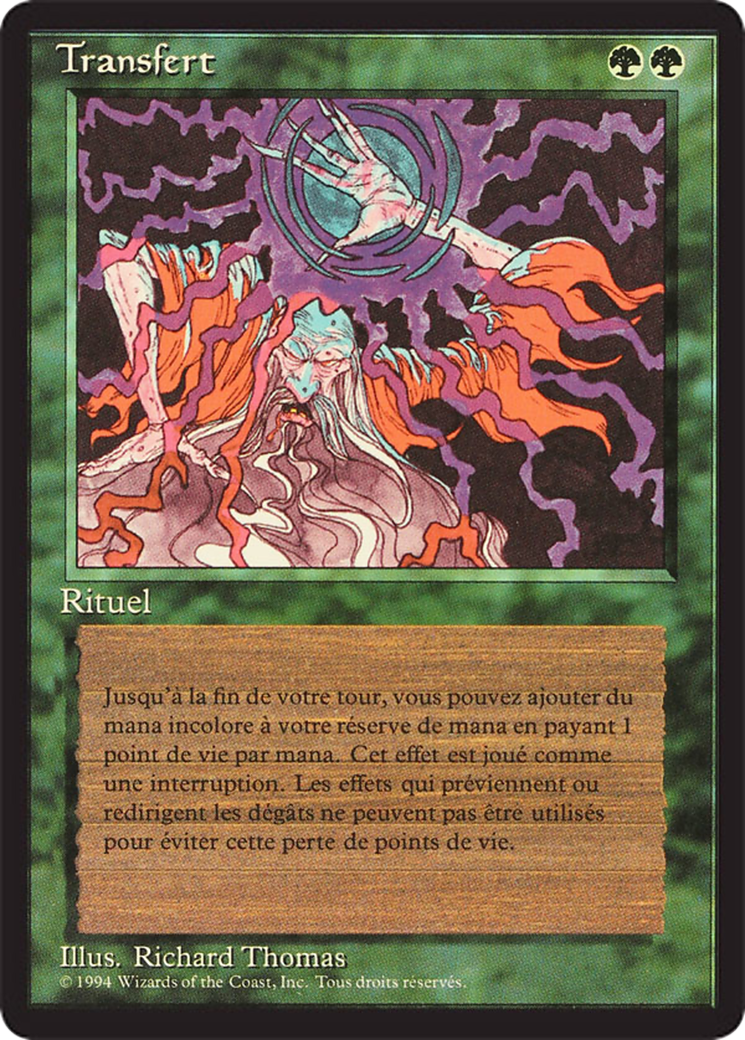 Transfert
Rituel
Jusqu'à la fin de votre tour, vous pouvez ajouter du
mana incolore à votre réserve de mana en payant 1
point de vie par mana. Cet effet est joué comme
une interruption. Les effets qui préviennent ou
redirigent les dégâts ne peuvent pas être utilisés
pour éviter cette perte de points de vie.
Illus. Richard Thomas
© 1994 Wizards of the Coast, Inc. Tous droits réservés.